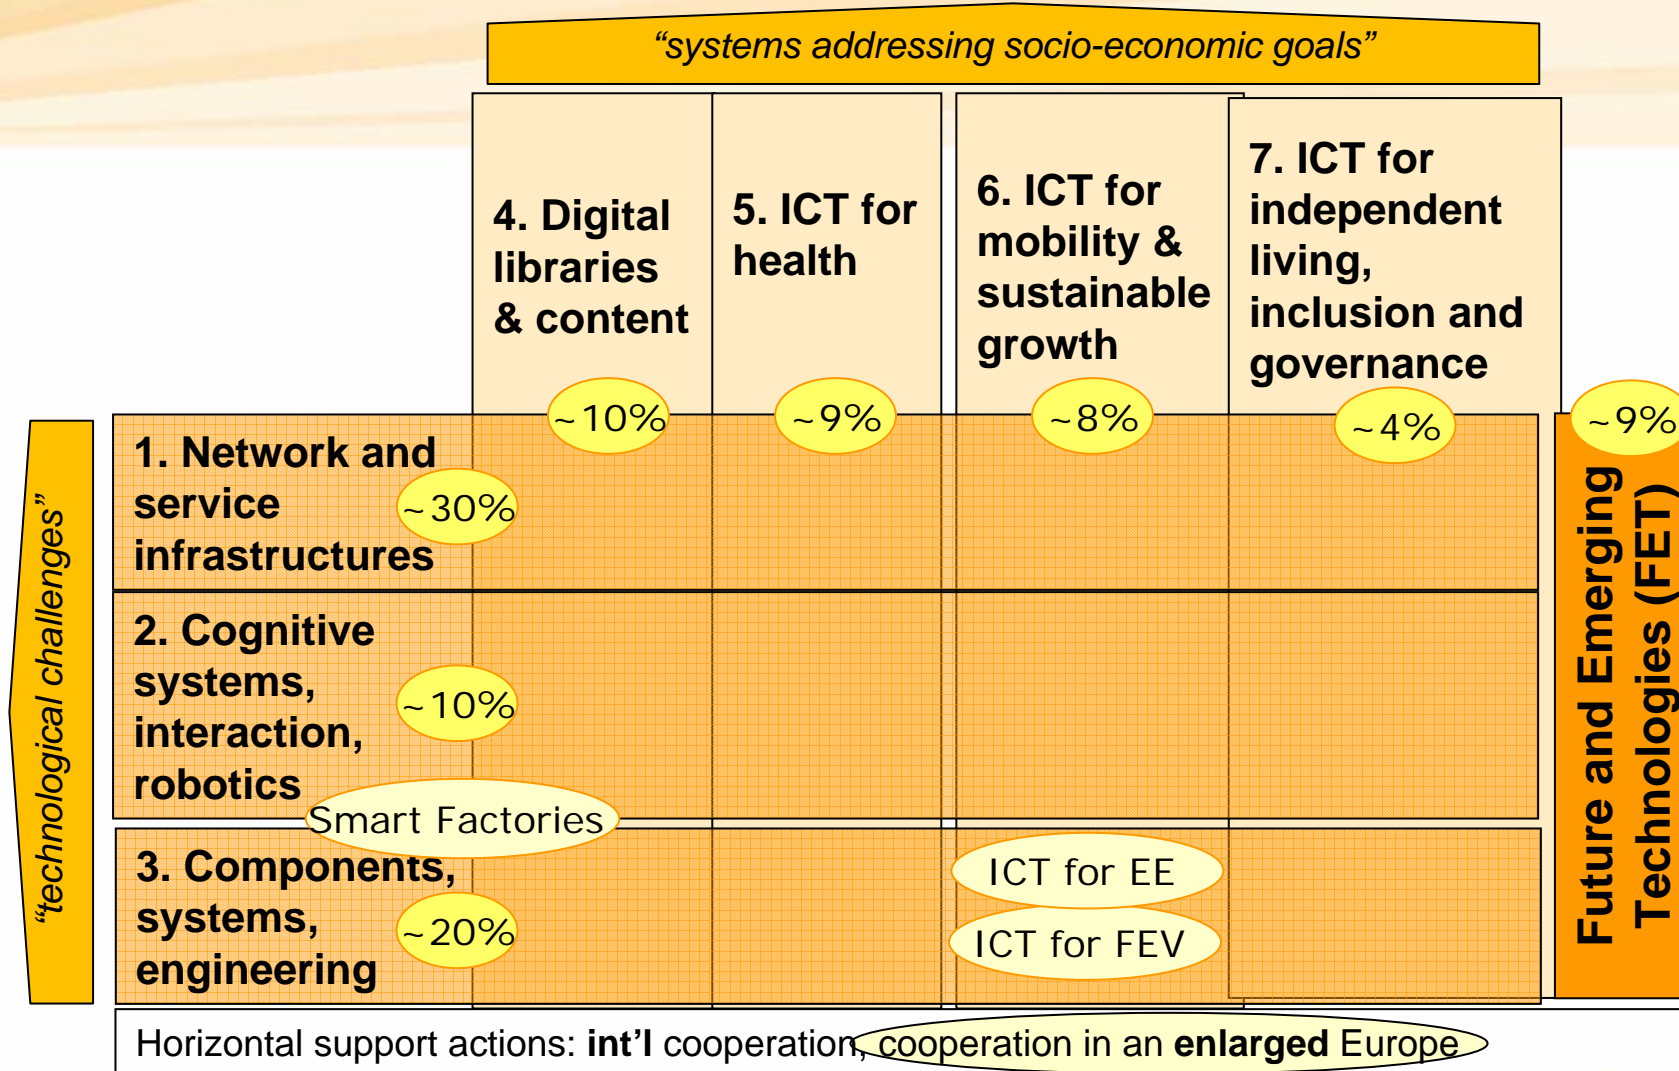 “systems addressing socio-economic goals”
4. Digital
libraries
& content
5. ICT for
health
6. ICT for
mobility &
sustainable
growth
7. ICT for
independent
living,
inclusion and
governance
~10%
~9%
~8%
~4%
~9%
“technological challenges”
1. Network and
service
infrastructures
~30%
2. Cognitive
systems,
interaction,
robotics
~10%
Smart Factories
3. Components,
systems,
engineering
~20%
ICT for EE
ICT for FEV
Future and Emerging
Technologies (FET)
Horizontal support actions: int’l cooperation, cooperation in an enlarged Europe